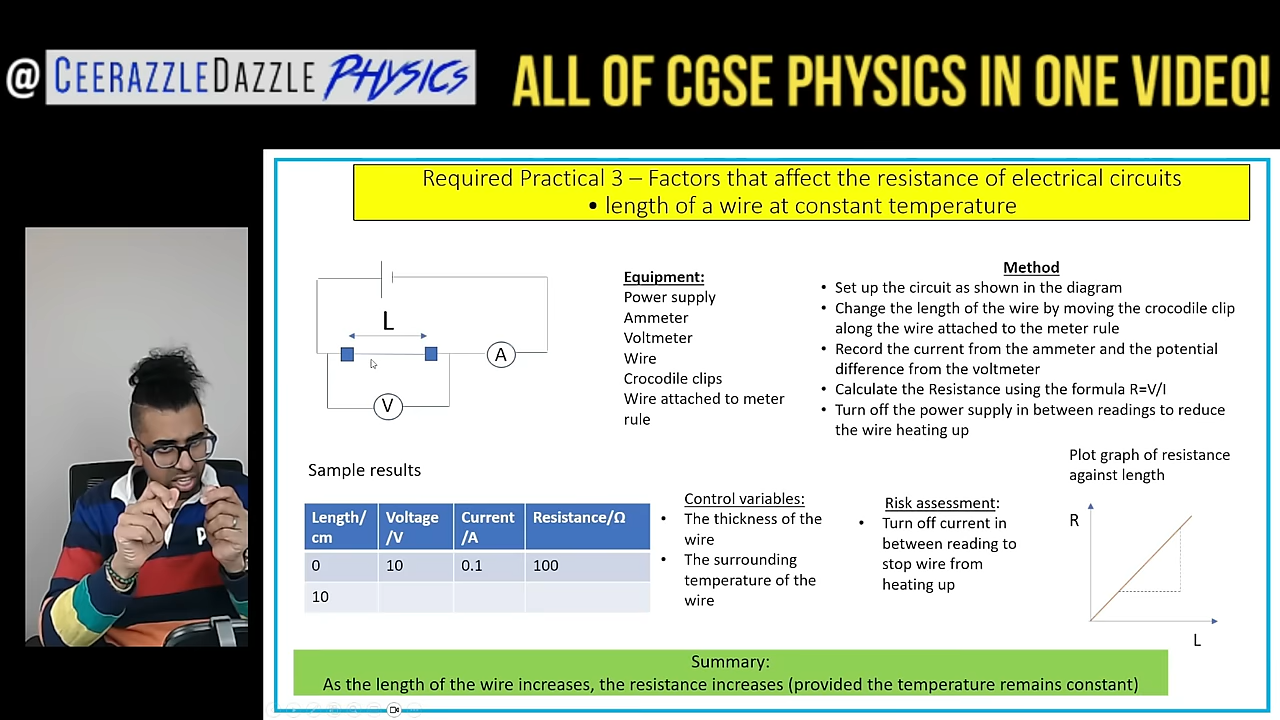 @ CEERAZZLEDAZZLE PHYSICS
ALL OF CGSE PHYSICS IN ONE VIDEO!
Required Practical 3 – Factors that affect the resistance of electrical circuits
• length of a wire at constant temperature
L
A
V
Equipment:
Power supply
Ammeter
Voltmeter
Wire
Crocodile clips
Wire attached to meter
rule
Method
• Set up the circuit as shown in the diagram
• Change the length of the wire by moving the crocodile clip
along the wire attached to the meter rule
• Record the current from the ammeter and the potential
difference from the voltmeter
• Calculate the Resistance using the formula R=V/I
• Turn off the power supply in between readings to reduce
the wire heating up
Sample results
Length/ Voltage Current Resistance/Ω
cm /V /A
0 10 0.1 100
10
Control variables:
• The thickness of the
wire
• The surrounding
temperature of the
wire
Risk assessment:
• Turn off current in
between reading to
stop wire from
heating up
Plot graph of resistance
against length
R
L
Summary:
As the length of the wire increases, the resistance increases (provided the temperature remains constant)